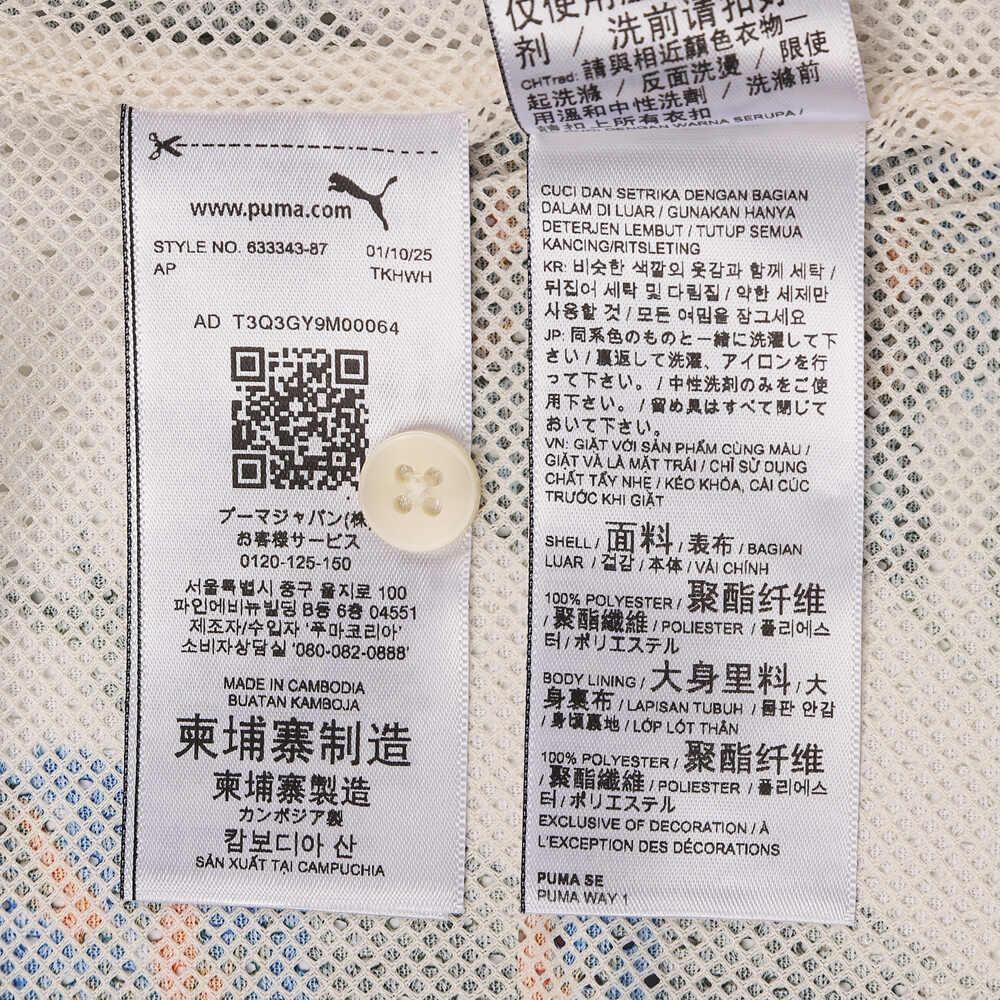 www.puma.com
STYLE NO. 633343-87 01/10/25
AP TKHWH
AD T3Q3GY9M00064
プーマジャパン(株
お客様サービス
0120-125-150
서울특별시 중구 을지로 100
파인에비뉴빌딩 B동 6층 04551
제조자/수입자 '푸마코리아'
소비자상담실 '080-082-0888'
MADE IN CAMBODIA
BUATAN KAMBOJA
柬埔寨制造
柬埔寨製造
カンボジア製
캄보디아 산
SẢN XUẤT TẠI CAMPUCHIA
仅使用温
剂 / 洗前请扣好
CHTrad: 請與相近顏色衣物一
起洗滌 / 反面洗燙 / 限使
用溫和中性洗劑 / 洗滌前
請扣上所有衣扣
CUCI DENGAN WARNA SERUPA /
CUCI DAN SETRIKA DENGAN BAGIAN
DALAM DI LUAR / GUNAKAN HANYA
DETERJEN LEMBUT / TUTUP SEMUA
KANCING/RITSLETING
KR: 비슷한 색깔의 옷감과 함께 세탁 /
뒤집어 세탁 및 다림질 / 약한 세제만
사용할 것 / 모든 여밈을 잠그세요
JP: 同系色のものと一緒に洗濯して下
さい / 裏返して洗濯、アイロンを行
って下さい。/ 中性洗剤のみをご使
用下さい。/ 留め具はすべて閉じて
おいて下さい。
VN: GIẶT VỚI SẢN PHẨM CÙNG MÀU /
GIẶT VÀ LÀ MẶT TRÁI / CHỈ SỬ DỤNG
CHẤT TẨY NHẸ / KÉO KHÓA, CÀI CÚC
TRƯỚC KHI GIẶT
SHELL / 面料 / 表布 / BAGIAN
LUAR / 겉감 / 本体 / VẢI CHÍNH
100% POLYESTER / 聚酯纤维
/ 聚酯纖維 / POLIESTER / 폴리에스
터 / ポリエステル
BODY LINING / 大身里料 / 大
身裏布 / LAPISAN TUBUH / 몸판 안감
/ 身頃裏地 / LỚP LÓT THÂN
100% POLYESTER / 聚酯纤维
/ 聚酯纖維 / POLIESTER / 폴리에스
터 / ポリエステル
EXCLUSIVE OF DECORATION / À
L'EXCEPTION DES DÉCORATIONS
PUMA SE
PUMA WAY 1